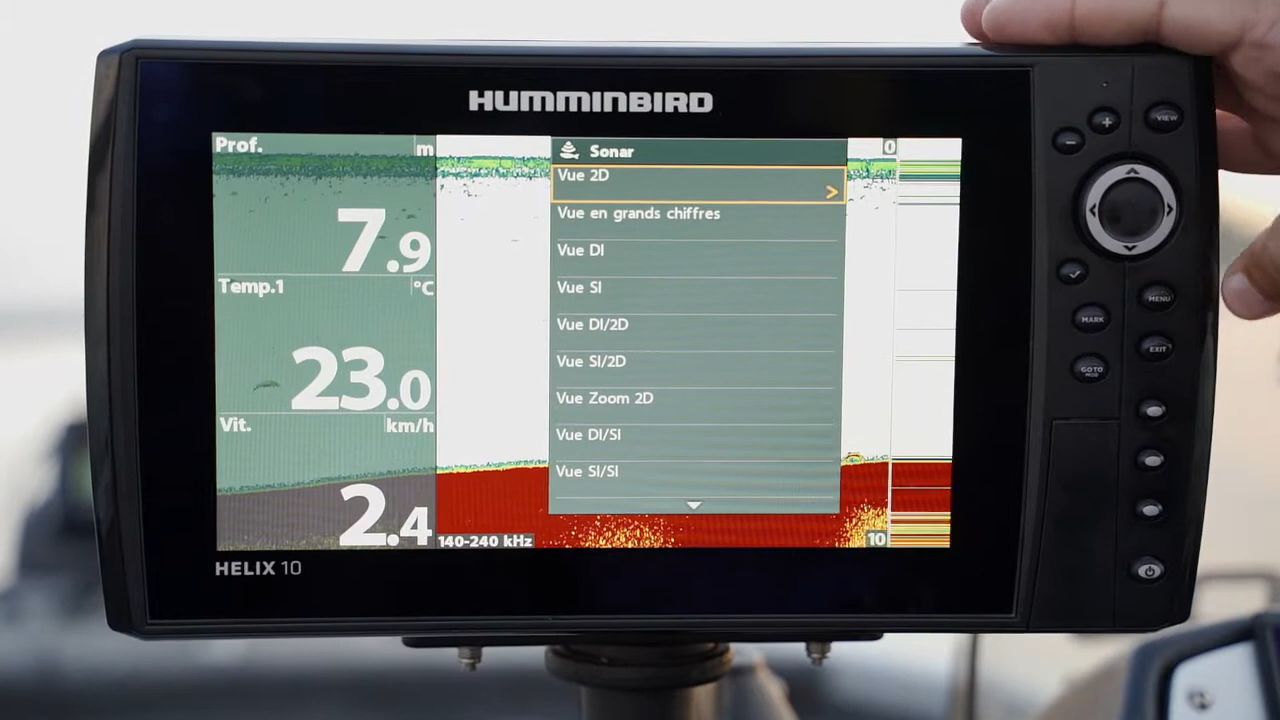 HUMMINBIRD
Prof. m
7.9
Temp.1 °C
23.0
Vit. km/h
2.4
140-240 kHz
Sonar
Vue 2D >
Vue en grands chiffres
Vue DI
Vue SI
Vue DI/2D
Vue SI/2D
Vue Zoom 2D
Vue DI/SI
Vue SI/SI
0
10
HELIX 10
+
-
VIEW
MENU
MARK
EXIT
GOTO
MOB